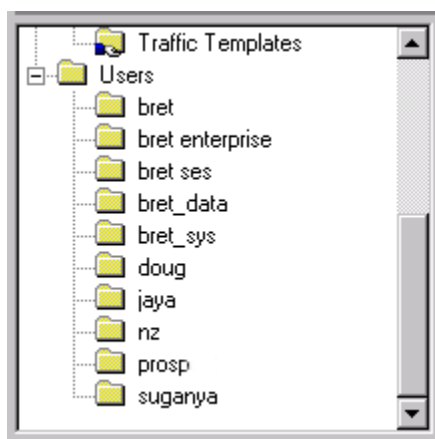 Traffic Templates
Users
bret
bret enterprise
bret ses
bret_data
bret_sys
doug
jaya
nz
prosp
suganya